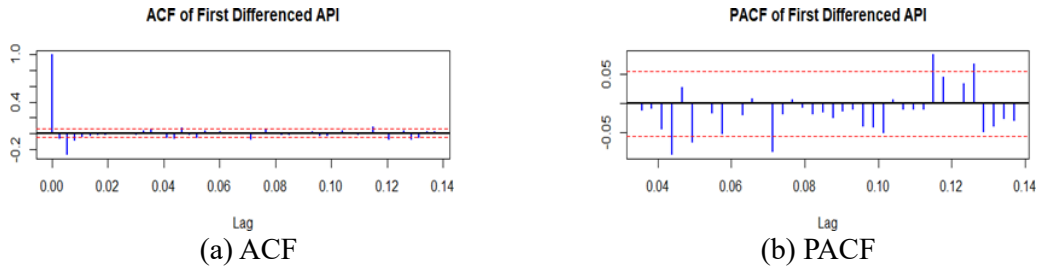 ACF of First Differenced API
1.0
0.4
-0.2
0.00 0.02 0.04 0.06 0.08 0.10 0.12 0.14
Lag
(a) ACF
PACF of First Differenced API
0.05
-0.05
0.04 0.06 0.08 0.10 0.12 0.14
Lag
(b) PACF